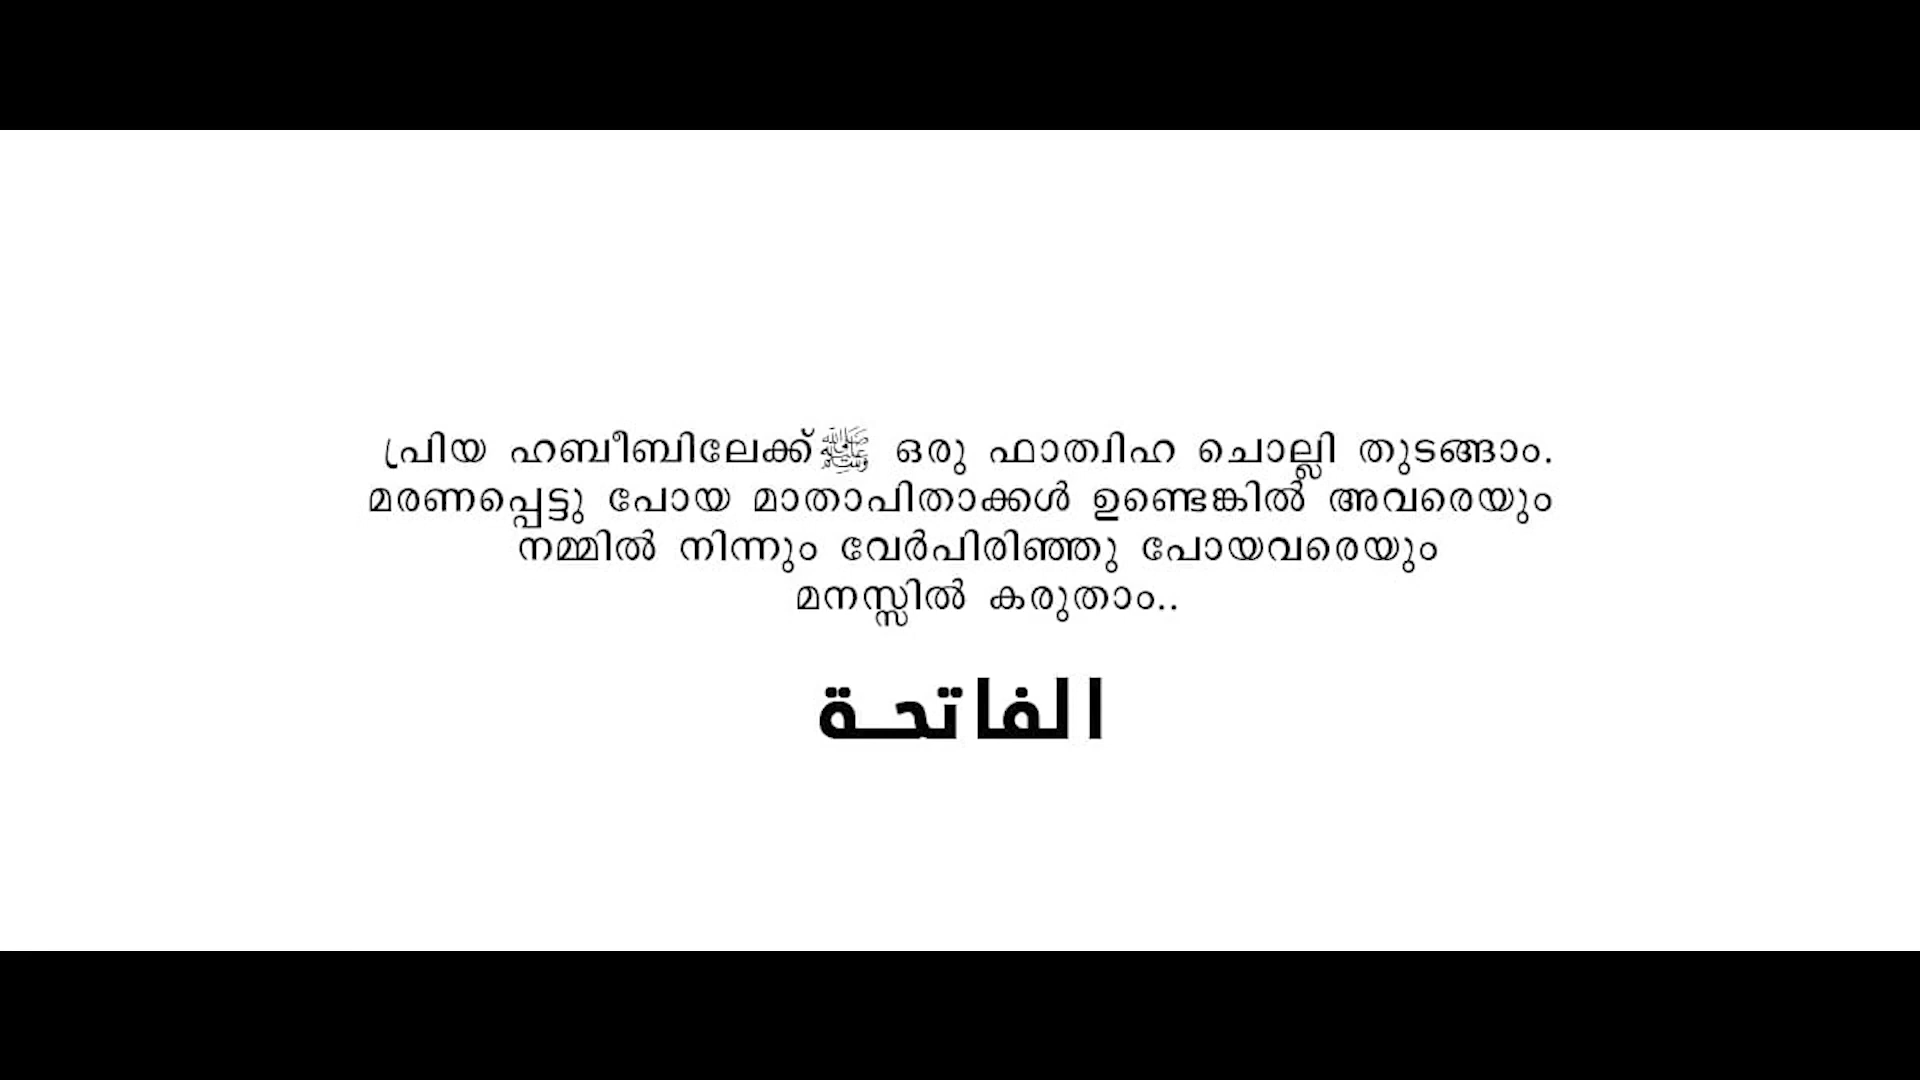 പ്രിയ ഹബീബിലേക്ക് ﷺ ഒരു ഫാത്വിഹ ചൊല്ലി തുടങ്ങാം.
മരണപ്പെട്ടു പോയ മാതാപിതാക്കൾ ഉണ്ടെങ്കിൽ അവരെയും
നമ്മിൽ നിന്നും വേർപിരിഞ്ഞു പോയവരെയും
മനസ്സിൽ കരുതാം..
الفاتحـة